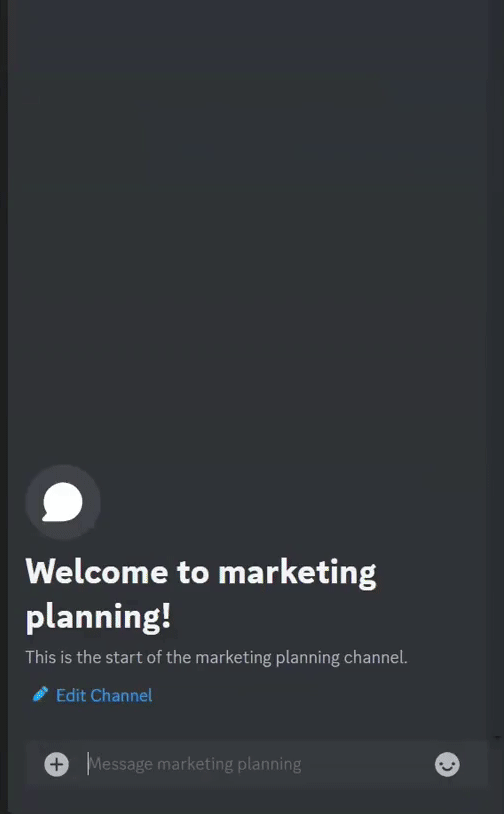 Welcome to marketing
planning!
This is the start of the marketing planning channel.
Edit Channel
Message marketing planning